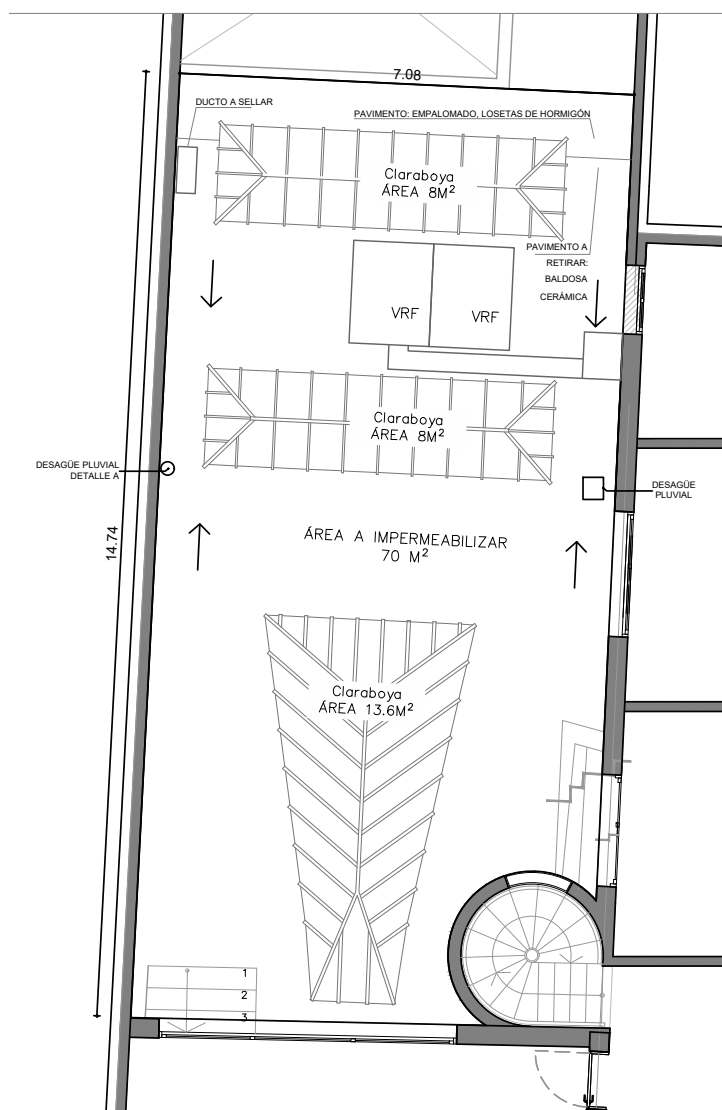 7.08
DUCTO A SELLAR
PAVIMENTO: EMPALOMADO, LOSETAS DE HORMIGÓN
Claraboya
ÁREA 8M²
PAVIMENTO A
RETIRAR:
BALDOSA
CERÁMICA
VRF
VRF
Claraboya
ÁREA 8M²
DESAGÜE PLUVIAL
DETALLE A
DESAGÜE
PLUVIAL
14.74
ÁREA A IMPERMEABILIZAR
70 M²
Claraboya
ÁREA 13.6M²
1
2
3